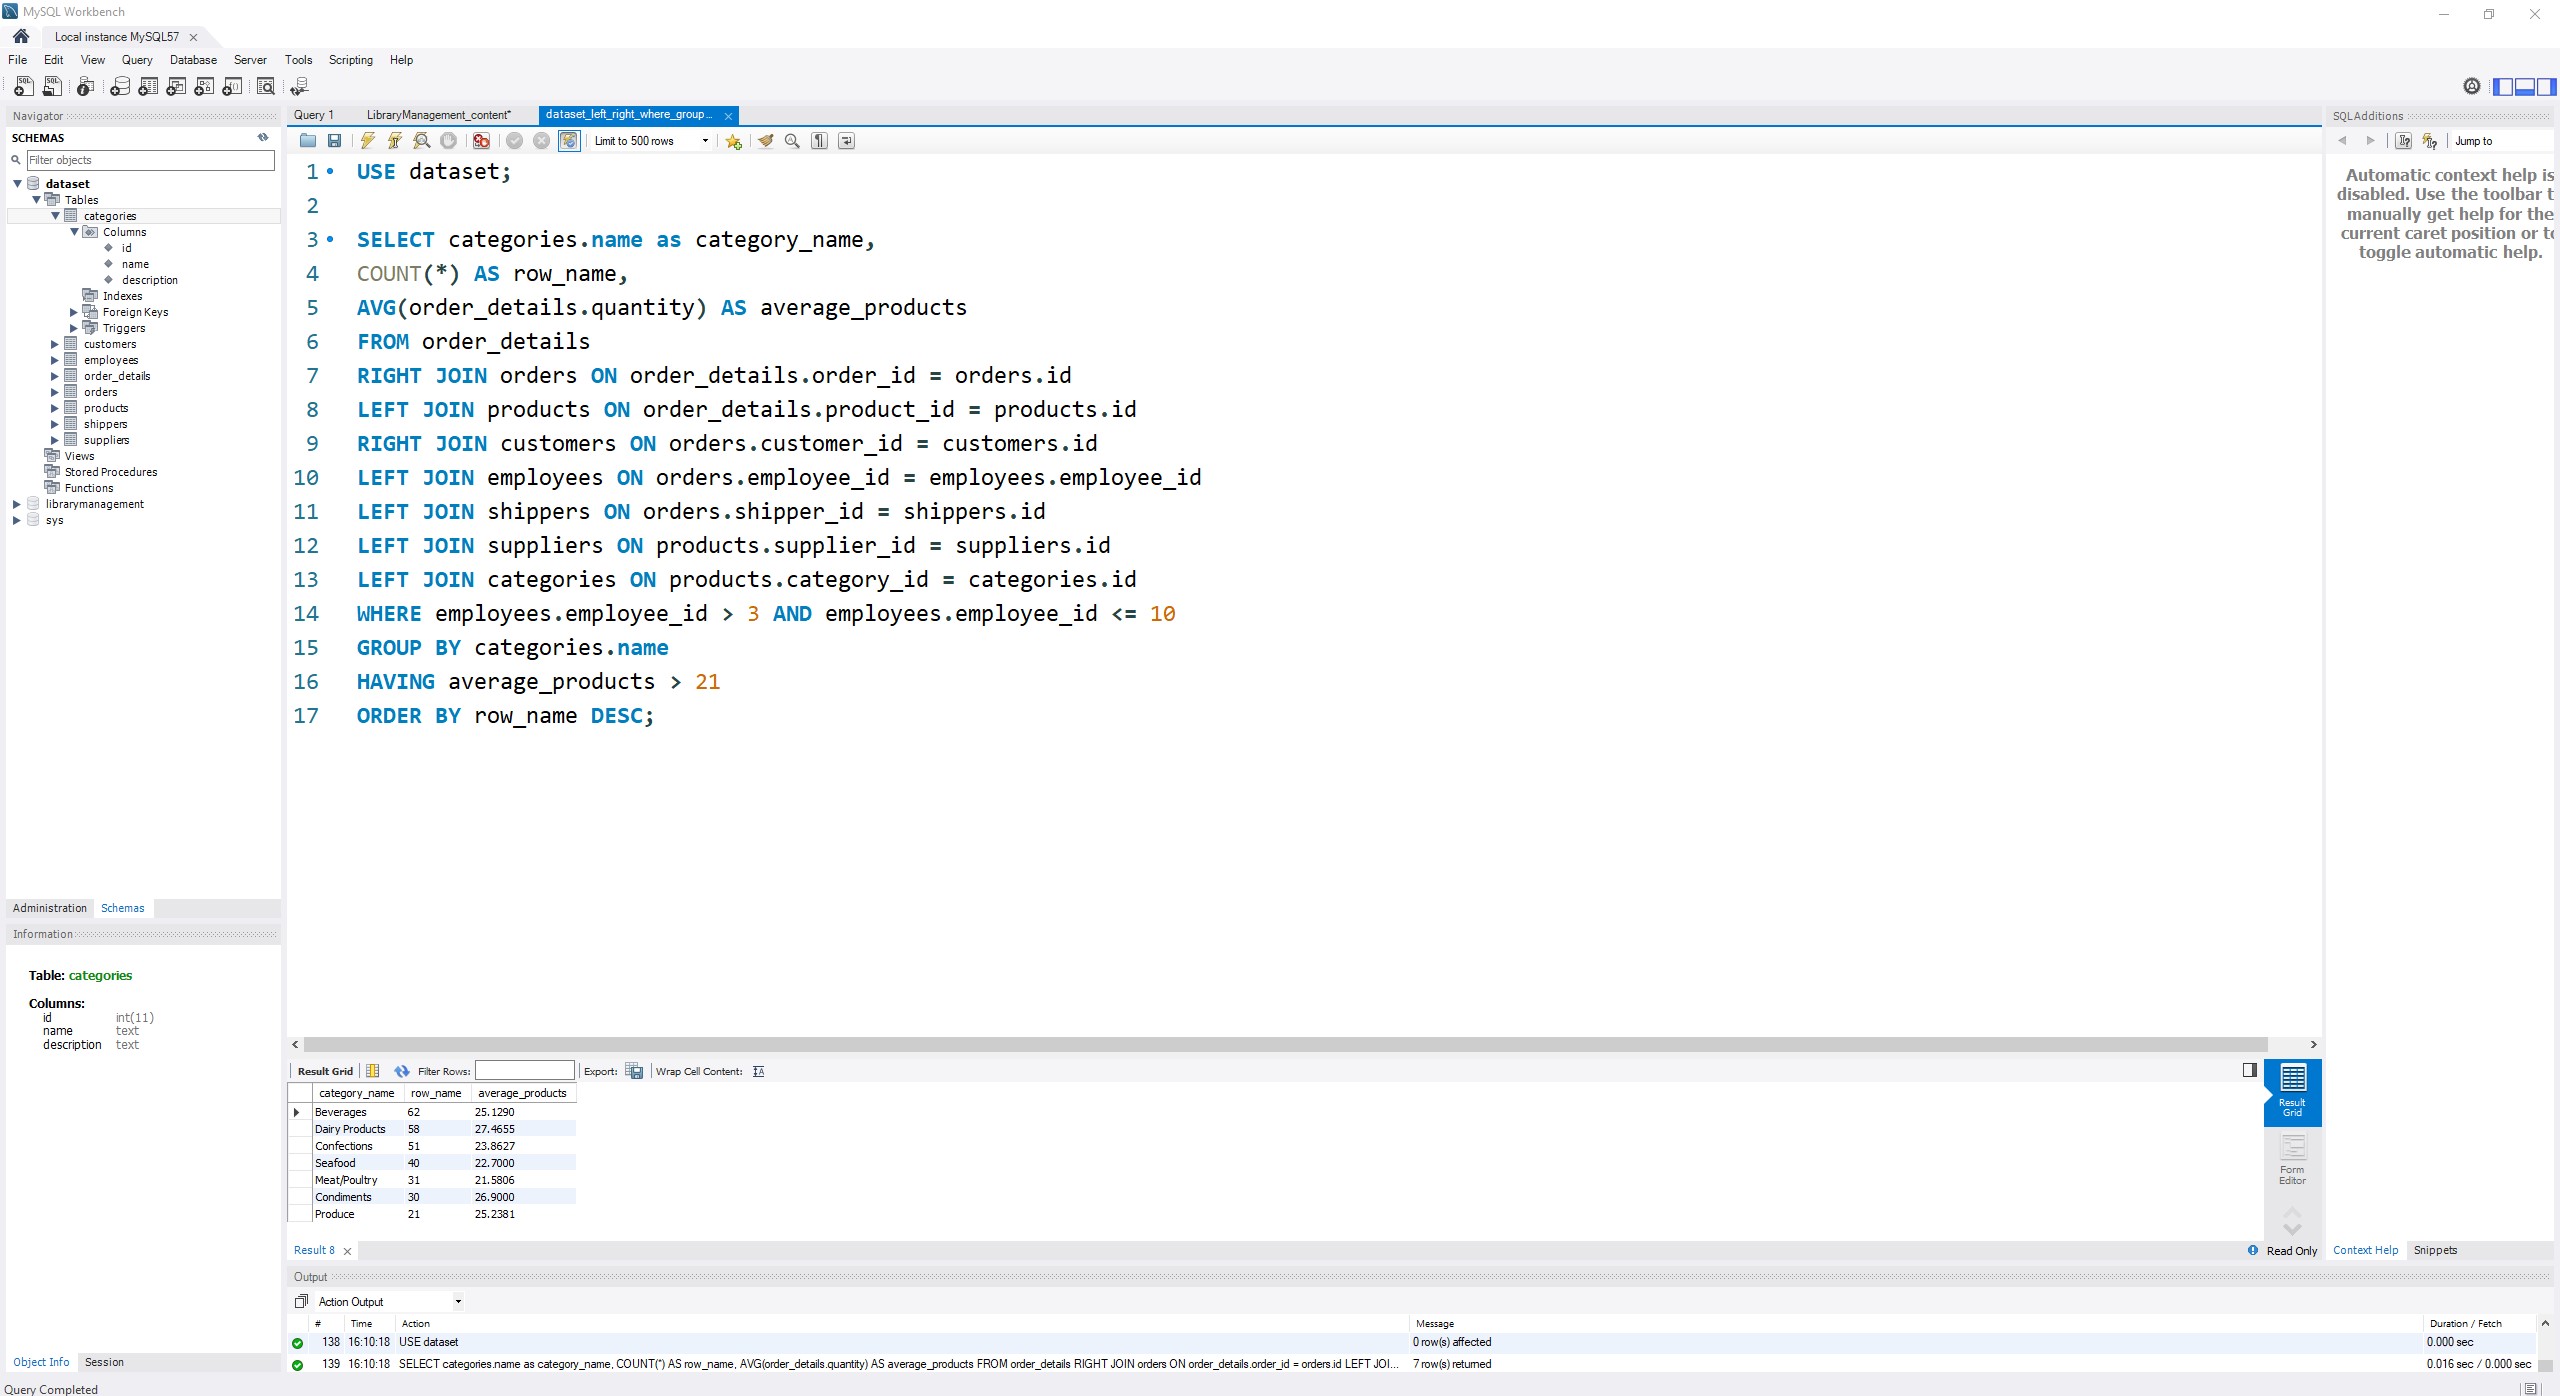 MySQL Workbench
Local instance MySQL57
File Edit View Query Database Server Tools Scripting Help
Navigator
SCHEMAS
Filter objects
dataset
Tables
categories
Columns
id
name
description
Indexes
Foreign Keys
Triggers
customers
employees
order_details
orders
products
shippers
suppliers
Views
Stored Procedures
Functions
librarymanagement
sys
Administration Schemas
Information
Table: categories
Columns:
id int(11)
name text
description text
Object Info Session
Query Completed
Query 1 LibraryManagement_content* dataset_left_right_where_group...
Limit to 500 rows
1 USE dataset;
2
3 SELECT categories.name as category_name,
4 COUNT(*) AS row_name,
5 AVG(order_details.quantity) AS average_products
6 FROM order_details
7 RIGHT JOIN orders ON order_details.order_id = orders.id
8 LEFT JOIN products ON order_details.product_id = products.id
9 RIGHT JOIN customers ON orders.customer_id = customers.id
10 LEFT JOIN employees ON orders.employee_id = employees.employee_id
11 LEFT JOIN shippers ON orders.shipper_id = shippers.id
12 LEFT JOIN suppliers ON products.supplier_id = suppliers.id
13 LEFT JOIN categories ON products.category_id = categories.id
14 WHERE employees.employee_id > 3 AND employees.employee_id <= 10
15 GROUP BY categories.name
16 HAVING average_products > 21
17 ORDER BY row_name DESC;
Result Grid Filter Rows: Export: Wrap Cell Content:
category_name row_name average_products
Beverages 62 25.1290
Dairy Products 58 27.4655
Confections 51 23.8627
Seafood 40 22.7000
Meat/Poultry 31 21.5806
Condiments 30 26.9000
Produce 21 25.2381
Result Grid
Form Editor
Result 8
Read Only
Output
Action Output
# Time Action Message Duration / Fetch
138 16:10:18 USE dataset 0 row(s) affected 0.000 sec
139 16:10:18 SELECT categories.name as category_name, COUNT(*) AS row_name, AVG(order_details.quantity) AS average_products FROM order_details RIGHT JOIN orders ON order_details.order_id = orders.id LEFT JOI... 7 row(s) returned 0.016 sec / 0.000 sec
SQLAdditions
Jump to
Automatic context help is
disabled. Use the toolbar t
manually get help for the
current caret position or to
toggle automatic help.
Context Help Snippets